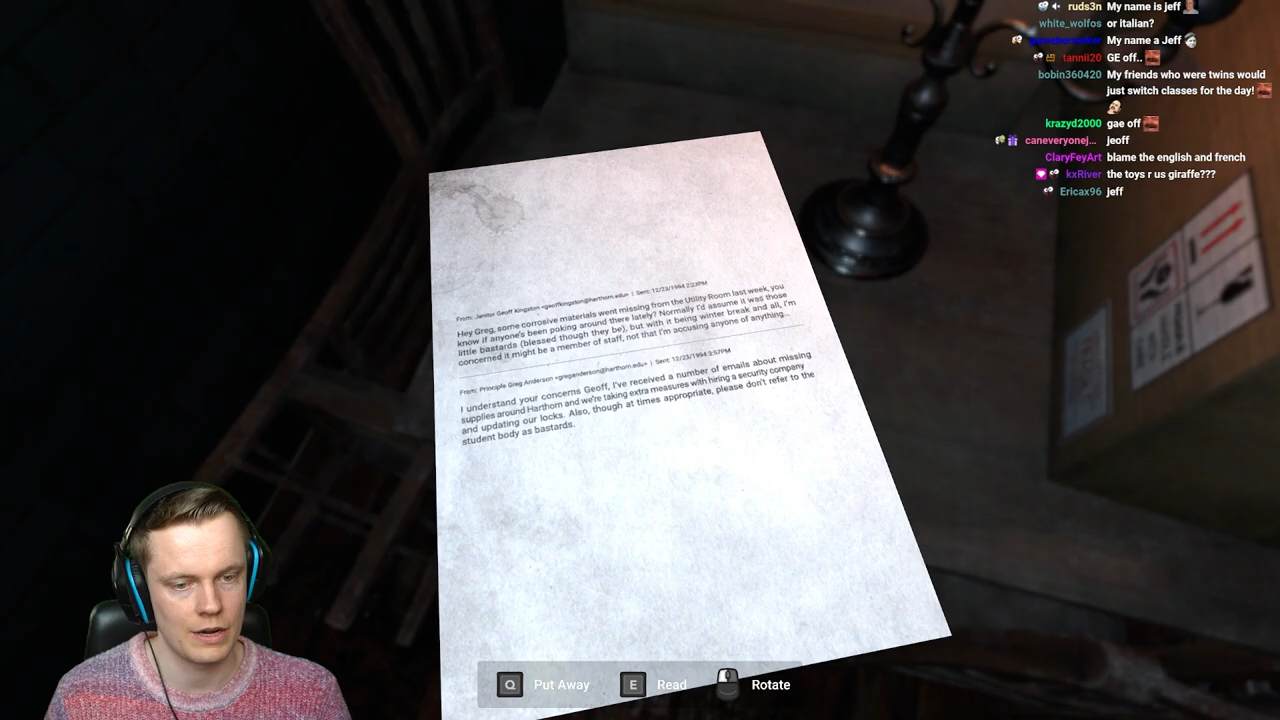 ruds3n My name is jeff
white_wolfos or italian?
My name a Jeff
tannii20 GE off..
bobin360420 My friends who were twins would
just switch classes for the day!
krazyd2000 gae off
caneveryonej... jeoff
ClaryFeyArt blame the english and french
kxRiver the toys r us giraffe???
Ericax96 jeff
From: Janitor Geoff Kingston <geoffkingston@harthorn.edu> | Sent: 12/23/1994 2:23PM
Hey Greg, some corrosive materials went missing from the Utility Room last week, you
know if anyone's been poking around there lately? Normally I'd assume it was those
little bastards (blessed though they be), but with it being winter break and all, I'm
concerned it might be a member of staff, not that I'm accusing anyone of anything...
From: Principle Greg Anderson <greganderson@harthorn.edu> | Sent: 12/23/1994 3:57PM
I understand your concerns Geoff, I've received a number of emails about missing
supplies around Harthorn and we're taking extra measures with hiring a security company
and updating our locks. Also, though at times appropriate, please don't refer to the
student body as bastards.
Q Put Away E Read Rotate